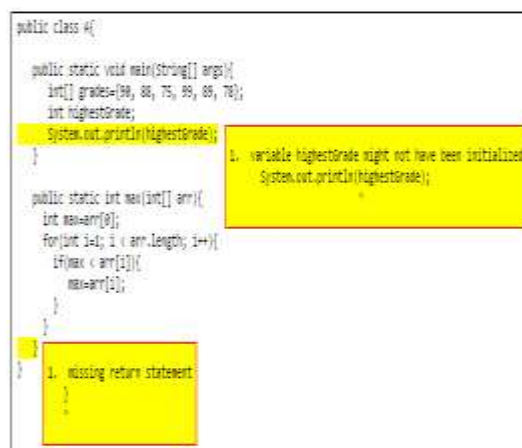 public class A{
public static void main(String[] args){
int[] grades={90, 88, 75, 99, 89, 78};
int highestGrade;
System.out.println(highestGrade);
}
1. variable highestGrade might not have been initialized
System.out.println(highestGrade);
^
public static int max(int[] arr){
int max=arr[0];
for(int i=1; i < arr.length; i++){
if(max < arr[i]){
max=arr[i];
}
}
}
}
1. missing return statement
}
^